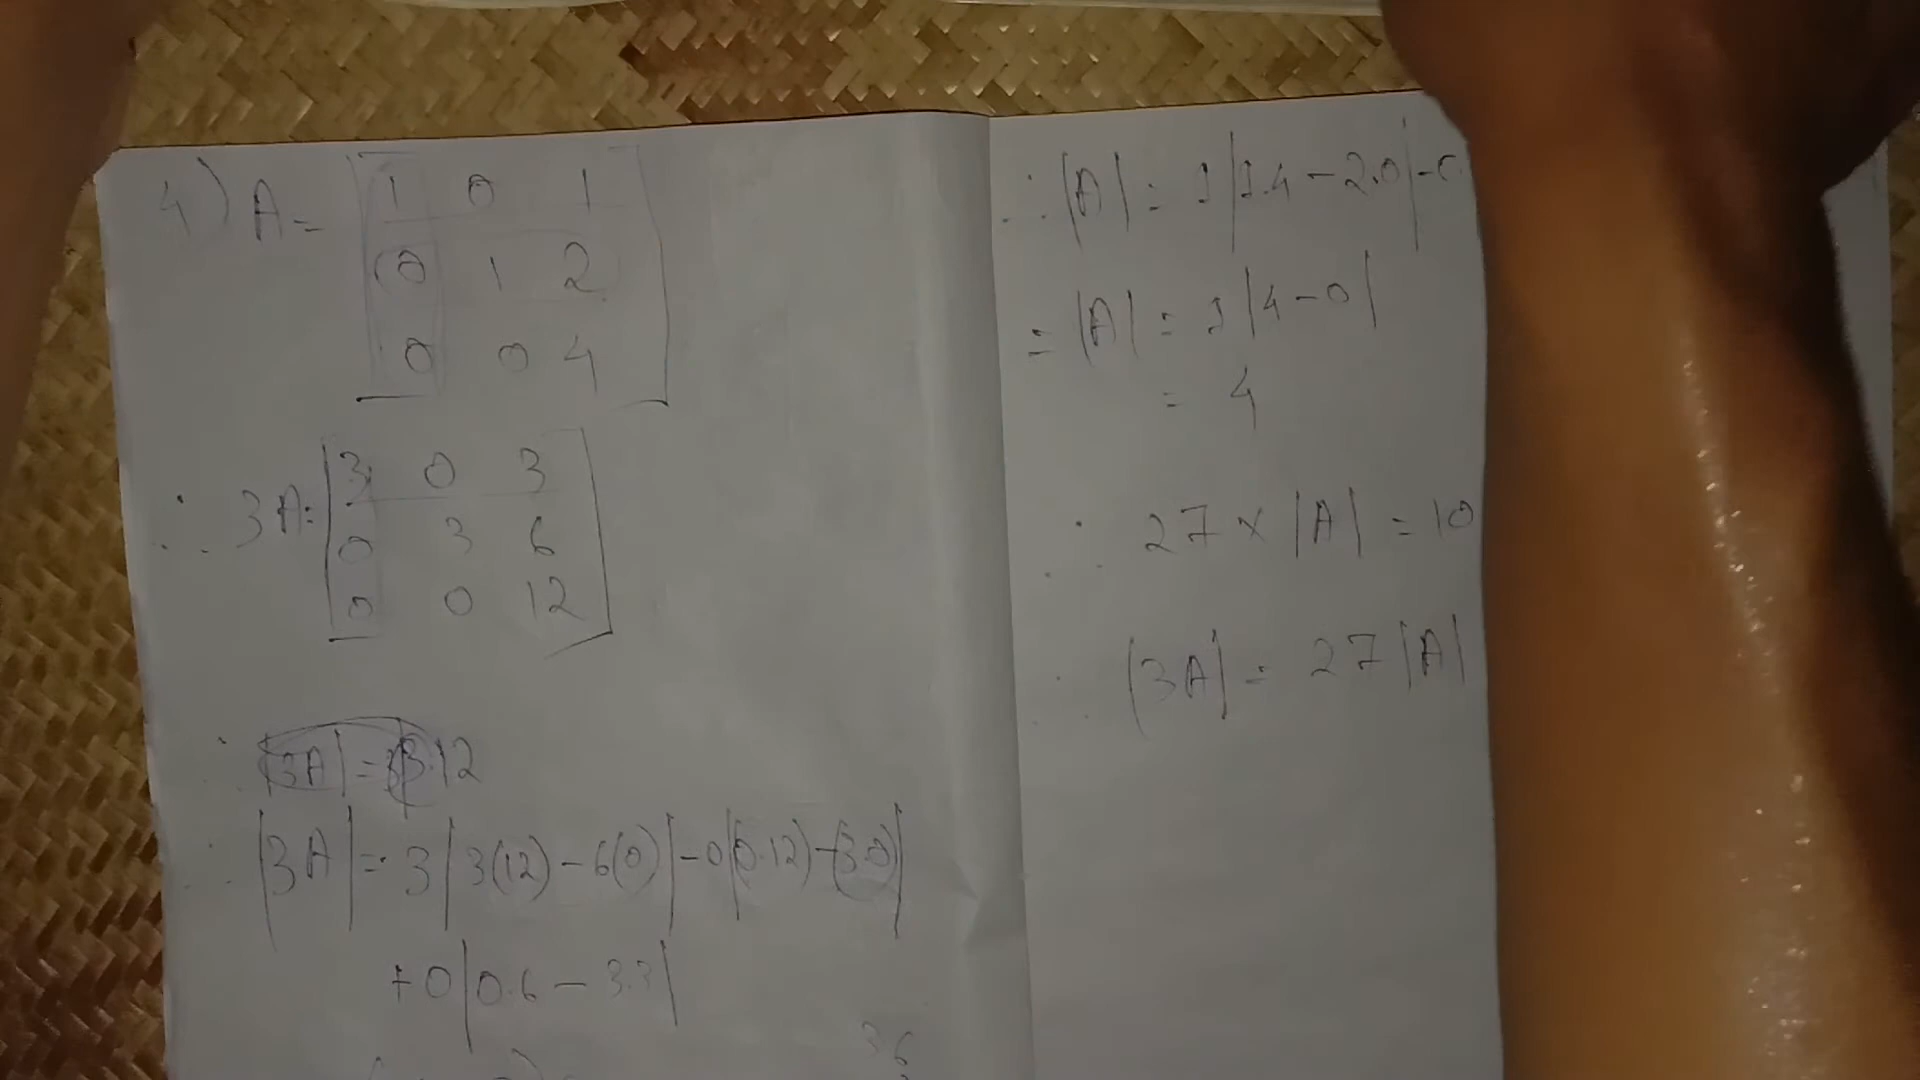 4) A = [1 0 1
0 1 2
0 0 4]
∴ 3A = [3 0 3
0 3 6
0 0 12]
∴ |3A| = 3(12) - 6(0)| - 0|(0.12) - (3.0)|
+ 0|0.6 - 3.3|
36
∴ |A| = 1|1.4 - 2.0| - 0
= |A| = 1|4 - 0|
= 4
∴ 27 × |A| = 10
∴ |3A| = 27|A|